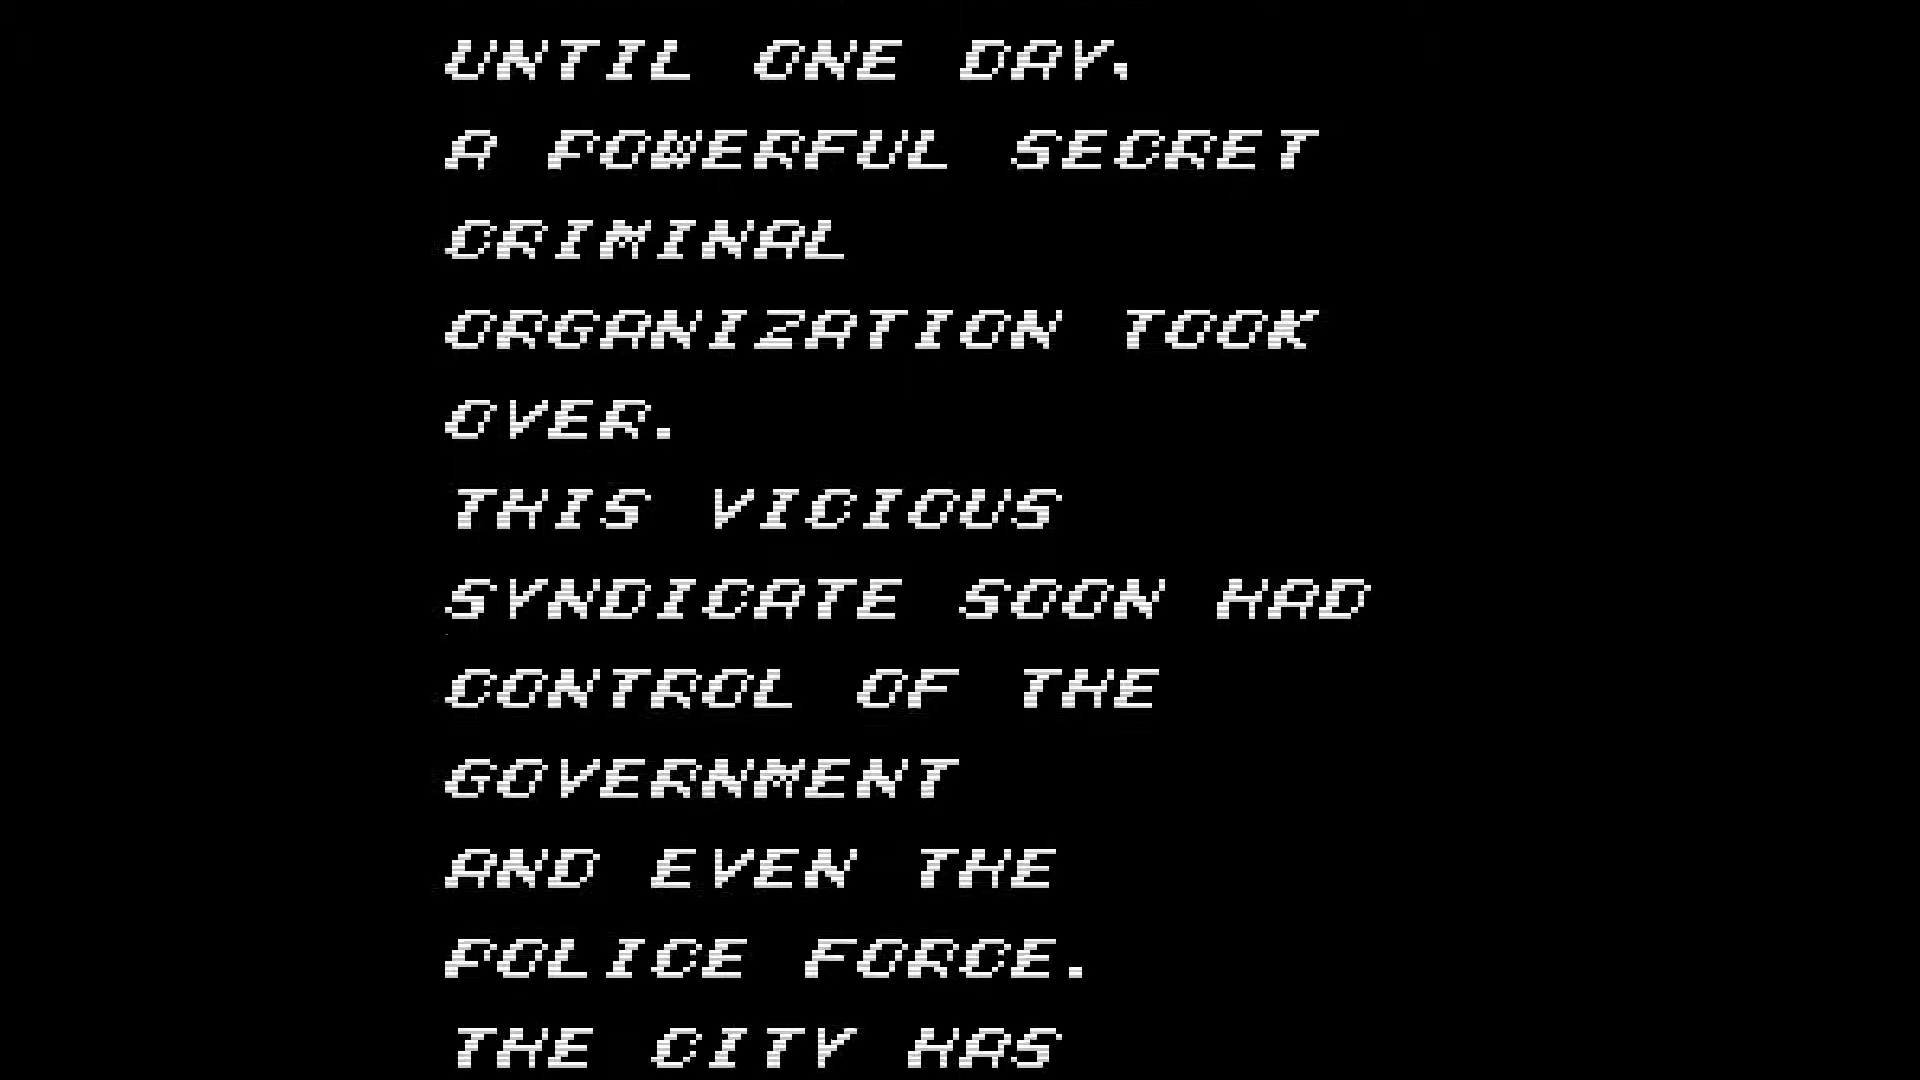 UNTIL ONE DAY,
A POWERFUL SECRET
CRIMINAL
ORGANIZATION TOOK
OVER.
THIS VICIOUS
SYNDICATE SOON HAD
CONTROL OF THE
GOVERNMENT
AND EVEN THE
POLICE FORCE.
THE CITY HAS